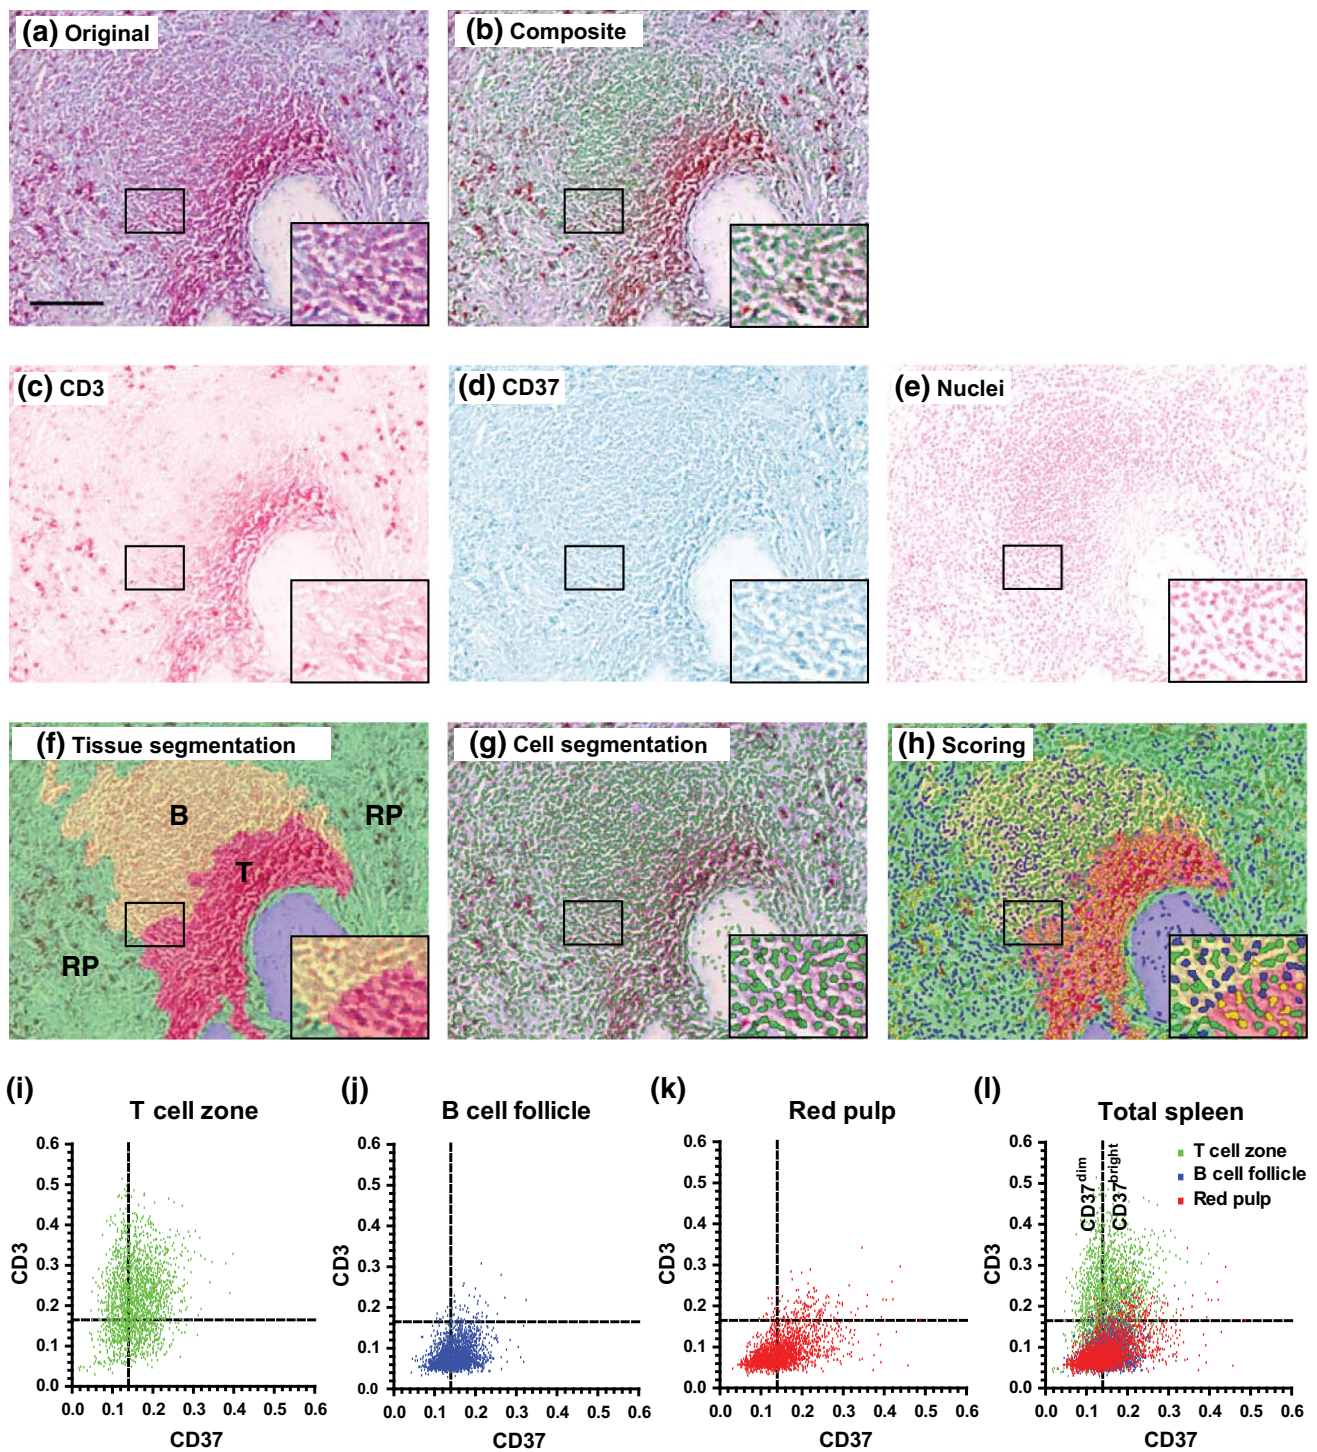 (a) Original
(b) Composite
(c) CD3
(d) CD37
(e) Nuclei
(f) Tissue segmentation
B
RP
T
RP
(g) Cell segmentation
(h) Scoring
(i)
T cell zone
0.6
0.5
0.4
0.3
0.2
0.1
0.0
CD3
0.0 0.1 0.2 0.3 0.4 0.5 0.6
CD37
(j)
B cell follicle
0.6
0.5
0.4
0.3
0.2
0.1
0.0
CD3
0.0 0.1 0.2 0.3 0.4 0.5 0.6
CD37
(k)
Red pulp
0.6
0.5
0.4
0.3
0.2
0.1
0.0
CD3
0.0 0.1 0.2 0.3 0.4 0.5 0.6
CD37
(l)
Total spleen
0.6
0.5
0.4
0.3
0.2
0.1
0.0
CD3
CD37dim
CD37bright
T cell zone
B cell follicle
Red pulp
0.0 0.1 0.2 0.3 0.4 0.5 0.6
CD37